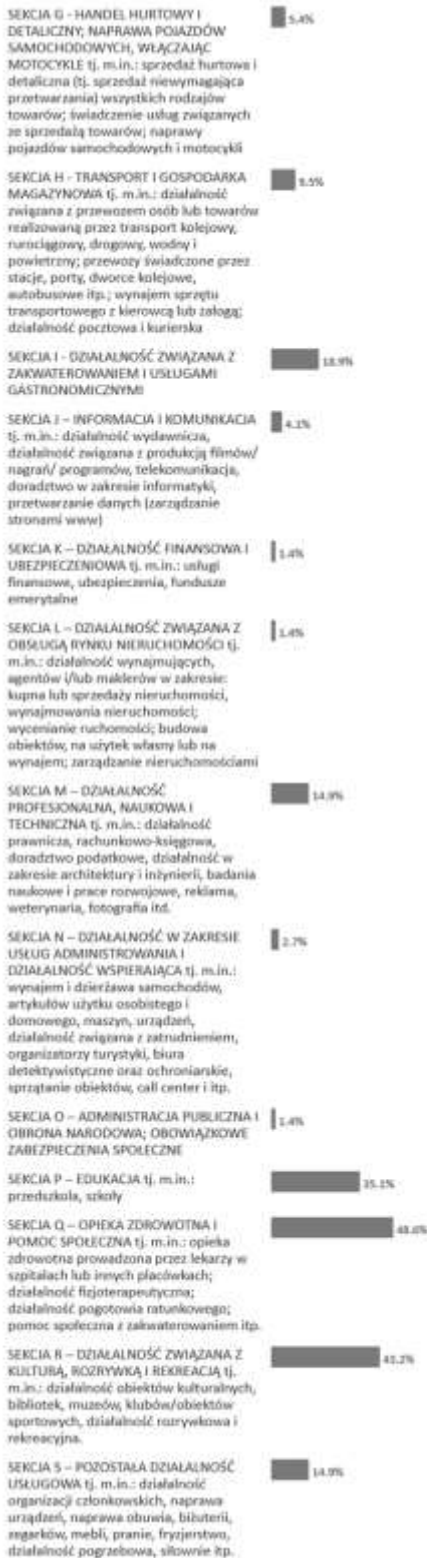 SEKCJA G - HANDEL HURTOWY I
DETALICZNY; NAPRAWA POJAZDÓW
SAMOCHODOWYCH, WŁĄCZAJĄC
MOTOCYKLE tj. m.in.: sprzedaż hurtowa i
detaliczna (tj. sprzedaż niewymagająca
przetwarzania) wszystkich rodzajów
towarów; świadczenie usług związanych
ze sprzedażą towarów; naprawy
pojazdów samochodowych i motocykli
5.4%
SEKCJA H - TRANSPORT I GOSPODARKA
MAGAZYNOWA tj. m.in.: działalność
związana z przewozem osób lub towarów
realizowaną przez transport kolejowy,
rurociągowy, drogowy, wodny i
powietrzny; przewozy świadczone przez
stacje, porty, dworce kolejowe,
autobusowe itp.; wynajem sprzętu
transportowego z kierowcą lub załogą;
działalność pocztowa i kurierska
9.5%
SEKCJA I - DZIAŁALNOŚĆ ZWIĄZANA Z
ZAKWATEROWANIEM I USŁUGAMI
GASTRONOMICZNYMI
18.9%
SEKCJA J – INFORMACJA I KOMUNIKACJA
tj. m.in.: działalność wydawnicza,
działalność związana z produkcją filmów/
nagrań/ programów, telekomunikacja,
doradztwo w zakresie informatyki,
przetwarzanie danych (zarządzanie
stronami www)
4.1%
SEKCJA K – DZIAŁALNOŚĆ FINANSOWA I
UBEZPIECZENIOWA tj. m.in.: usługi
finansowe, ubezpieczenia, fundusze
emerytalne
1.4%
SEKCJA L – DZIAŁALNOŚĆ ZWIĄZANA Z
OBSŁUGĄ RYNKU NIERUCHOMOŚCI tj.
m.in.: działalność wynajmujących,
agentów i/lub maklerów w zakresie:
kupna lub sprzedaży nieruchomości,
wynajmowania nieruchomości;
wycenianie ruchomości; budowa
obiektów, na użytek własny lub na
wynajem; zarządzanie nieruchomościami
1.4%
SEKCJA M – DZIAŁALNOŚĆ
PROFESJONALNA, NAUKOWA I
TECHNICZNA tj. m.in.: działalność
prawnicza, rachunkowo-księgowa,
doradztwo podatkowe, działalność w
zakresie architektury i inżynierii, badania
naukowe i prace rozwojowe, reklama,
weterynaria, fotografia itd.
14.9%
SEKCJA N – DZIAŁALNOŚĆ W ZAKRESIE
USŁUG ADMINISTROWANIA I
DZIAŁALNOŚĆ WSPIERAJĄCA tj. m.in.:
wynajem i dzierżawa samochodów,
artykułów użytku osobistego i
domowego, maszyn, urządzeń,
działalność związana z zatrudnieniem,
organizatorzy turystyki, biura
detektywistyczne oraz ochroniarskie,
sprzątanie obiektów, call center i itp.
2.7%
SEKCJA O – ADMINISTRACJA PUBLICZNA I
OBRONA NARODOWA; OBOWIĄZKOWE
ZABEZPIECZENIA SPOŁECZNE
1.4%
SEKCJA P – EDUKACJA tj. m.in.:
przedszkola, szkoły
35.1%
SEKCJA Q – OPIEKA ZDROWOTNA I
POMOC SPOŁECZNA tj. m.in.: opieka
zdrowotna prowadzona przez lekarzy w
szpitalach lub innych placówkach;
działalność fizjoterapeutyczna;
działalność pogotowia ratunkowego;
pomoc społeczna z zakwaterowaniem itp.
48.6%
SEKCJA R – DZIAŁALNOŚĆ ZWIĄZANA Z
KULTURĄ, ROZRYWKĄ I REKREACJĄ tj.
m.in.: działalność obiektów kulturalnych,
bibliotek, muzeów, klubów/obiektów
sportowych, działalność rozrywkowa i
rekreacyjna.
43.2%
SEKCJA S – POZOSTAŁA DZIAŁALNOŚĆ
USŁUGOWA tj. m.in.: działalność
organizacji członkowskich, naprawa
urządzeń, naprawa obuwia, biżuterii,
zegarków, mebli, pranie, fryzjerstwo,
działalność pogrzebowa, siłownie itp.
14.9%